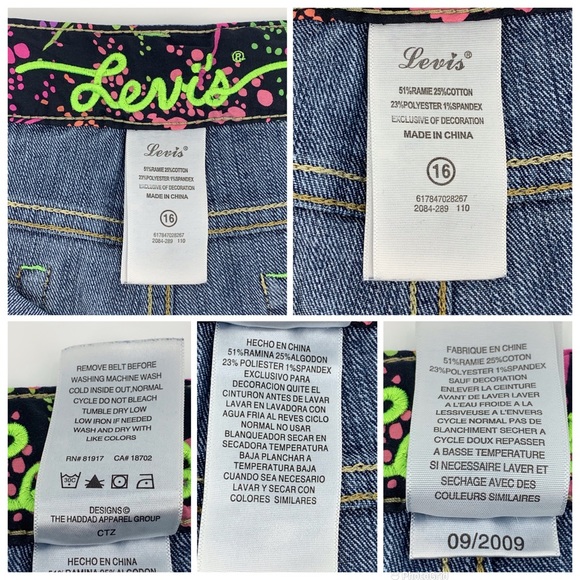 Levi's®
Levi's
51%RAMIE 25%COTTON
23%POLYESTER 1%SPANDEX
EXCLUSIVE OF DECORATION
MADE IN CHINA
16
617847028267
2084-289 110
Levi's®
51%RAMIE 25%COTTON
23%POLYESTER 1%SPANDEX
EXCLUSIVE OF DECORATION
MADE IN CHINA
16
617847028267
2084-289 110
REMOVE BELT BEFORE
WASHING MACHINE WASH
COLD INSIDE OUT,NORMAL
CYCLE DO NOT BLEACH
TUMBLE DRY LOW
LOW IRON IF NEEDED
WASH AND DRY WITH
LIKE COLORS
RN# 81917 CA# 18702
DESIGNS©
THE HADDAD APPAREL GROUP
CTZ
HECHO EN CHINA
51% RAMINA 25%ALGODON
HECHO EN CHINA
51%RAMINA 25%ALGODON
23% POLIESTER 1%SPANDEX
EXCLUSIVO PARA
DECORACION QUITE EL
CINTURON ANTES DE LAVAR
LAVAR EN LAVADORA CON
AGUA FRIA AL REVES CICLO
NORMAL NO USAR
BLANQUEADOR SECAR EN
SECADORA TEMPERATURA
BAJA PLANCHAR A
TEMPERATURA BAJA
CUANDO SEA NECESARIO
LAVAR Y SECAR CON
COLORES SIMILARES
FABRIQUE EN CHINE
51%RAMIE 25%COTON
23%POLYESTER 1%SPANDEX
SAUF DECORATION
ENLEVER LA CEINTURE
AVANT DE LAVER LAVER
A L'EAU FROIDE A LA
LESSIVEUSE A L'ENVERS
CYCLE NORMAL PAS DE
BLANCHIMENT SECHER A
CYCLE DOUX REPASSER
A BASSE TEMPERATURE
SI NECESSAIRE LAVER ET
SECHAGE AVEC DES
COULEURS SIMILAIRES
09/2009